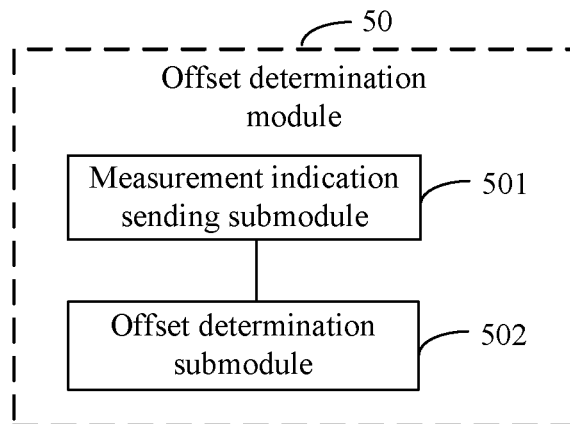 50
Offset determination
module
Measurement indication
sending submodule
501
Offset determination
submodule
502